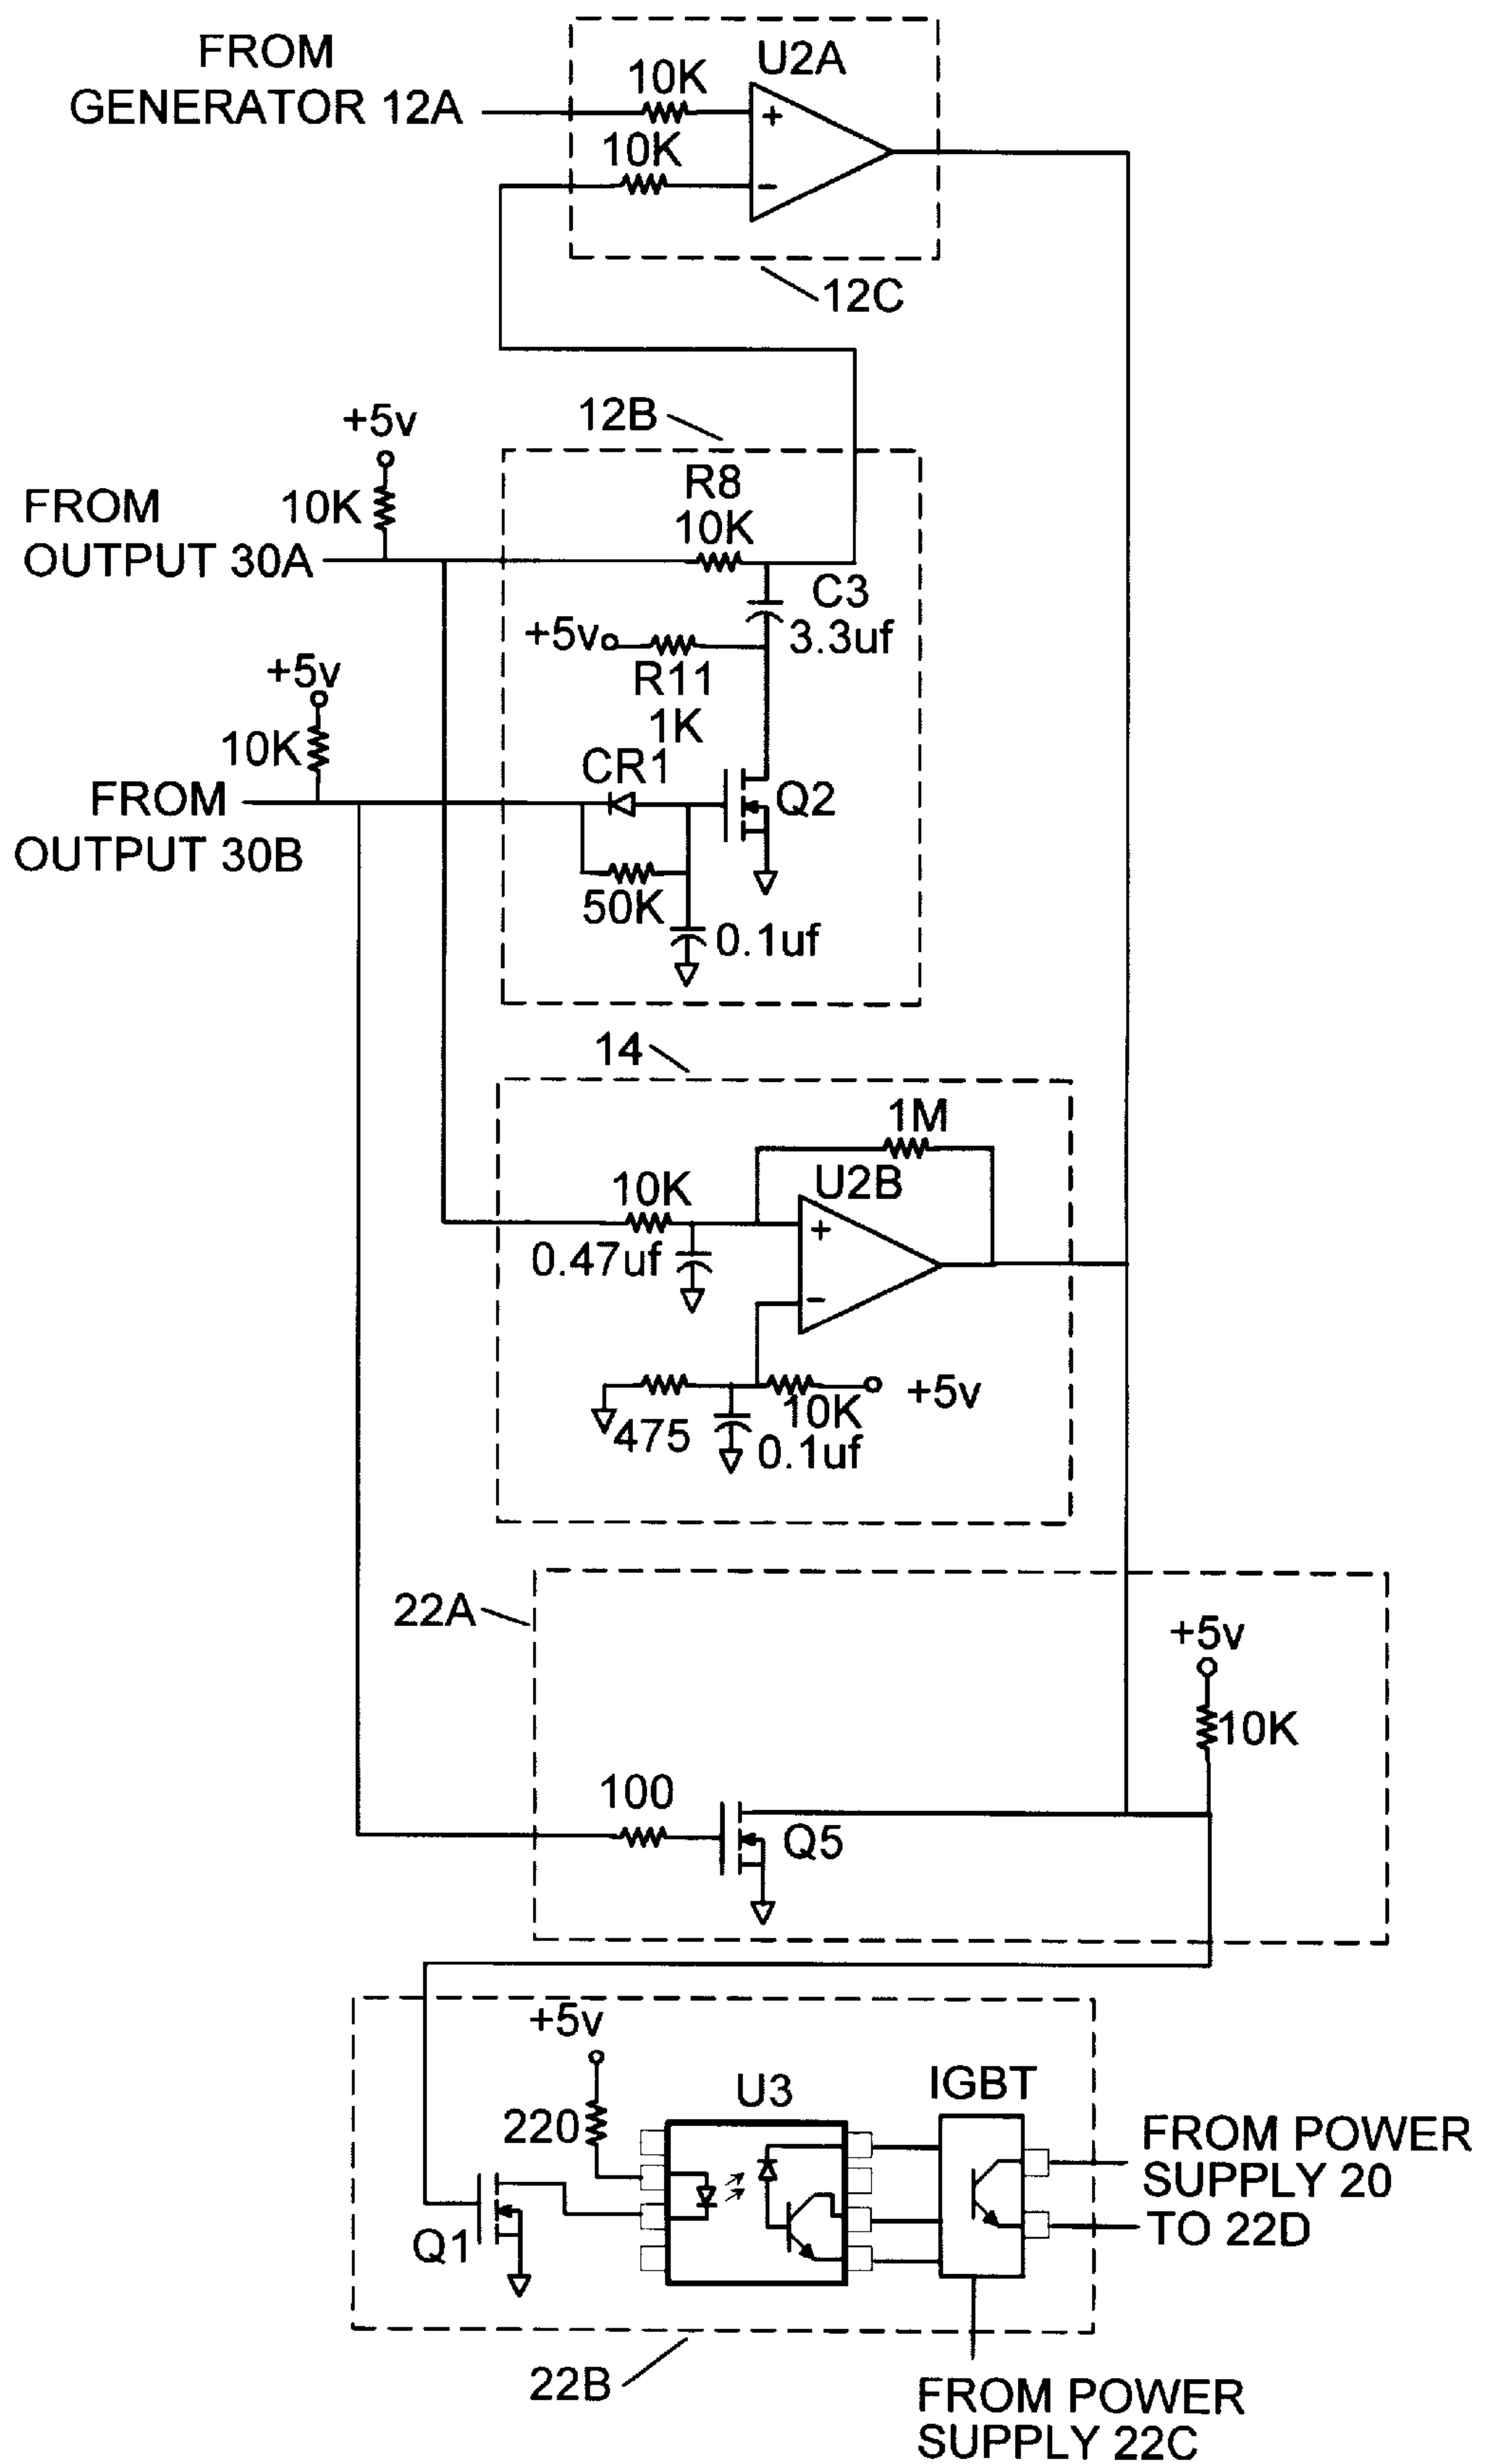 FROM
GENERATOR 12A
10K
U2A
+
10K
−
12C
12B
+5v
10K
FROM
OUTPUT 30A
R8
10K
C3
3.3uf
+5v
R11
1K
+5v
10K
FROM
OUTPUT 30B
CR1
Q2
50K
0.1uf
14
1M
10K
U2B
+
0.47uf
−
+5v
475
10K
0.1uf
22A
+5v
10K
100
Q5
+5v
220
U3
IGBT
Q1
FROM POWER
SUPPLY 20
TO 22D
22B
FROM POWER
SUPPLY 22C